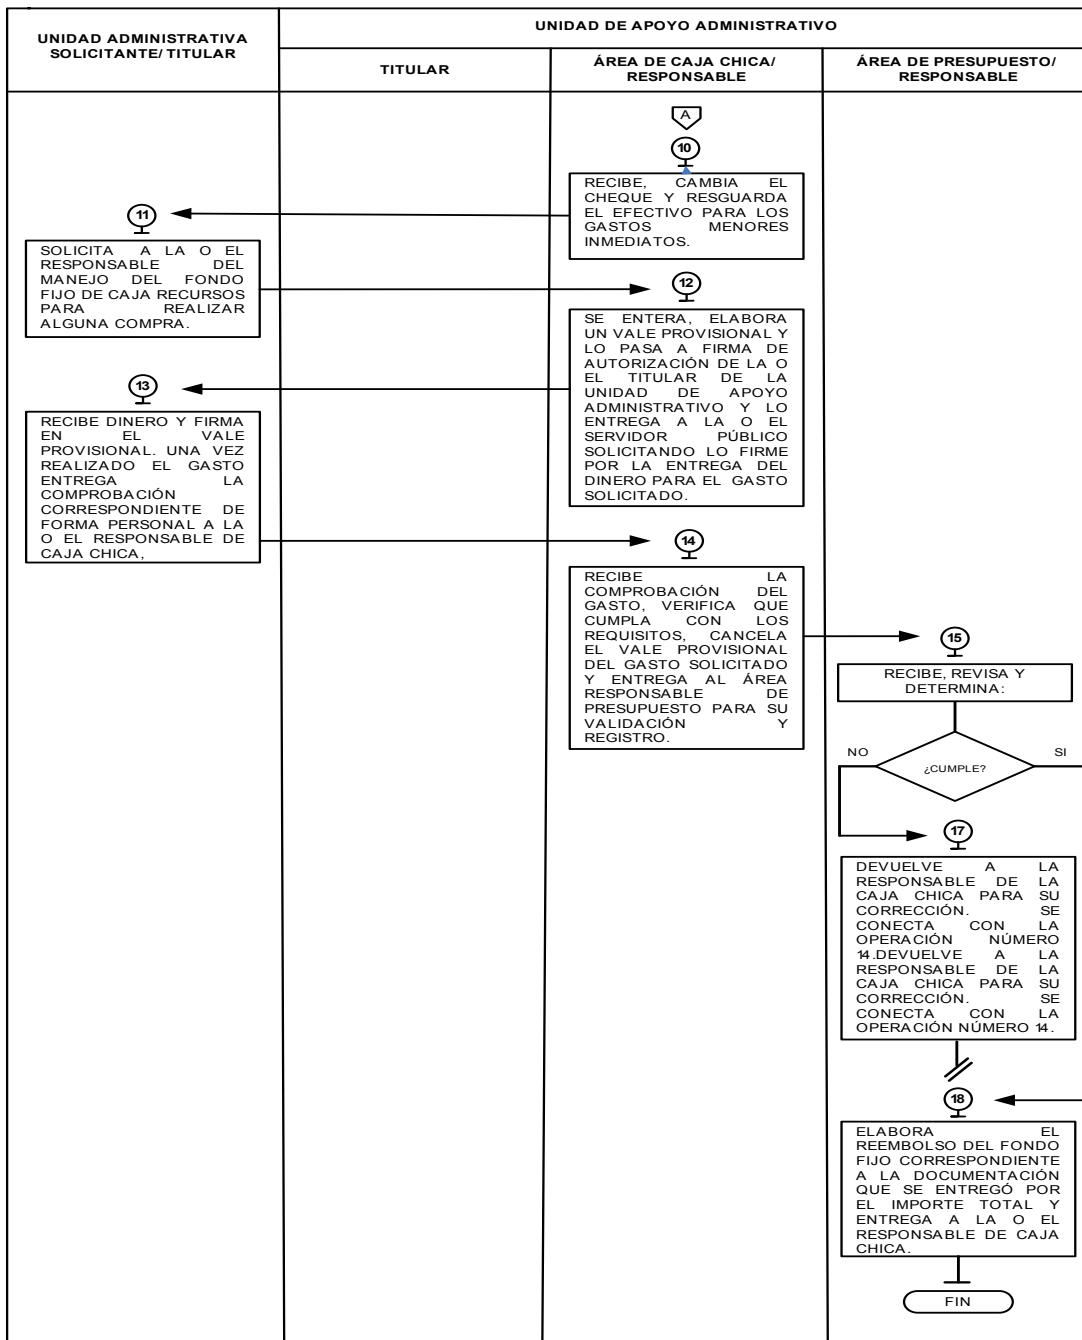 UNIDAD ADMINISTRATIVA
SOLICITANTE/ TITULAR
UNIDAD DE APOYO ADMINISTRATIVO
TITULAR
ÁREA DE CAJA CHICA/
RESPONSABLE
ÁREA DE PRESUPUESTO/
RESPONSABLE
A
10
RECIBE, CAMBIA EL
CHEQUE Y RESGUARDA
EL EFECTIVO PARA LOS
GASTOS MENORES
INMEDIATOS.
11
SOLICITA A LA O EL
RESPONSABLE DEL
MANEJO DEL FONDO
FIJO DE CAJA RECURSOS
PARA REALIZAR
ALGUNA COMPRA.
12
SE ENTERA, ELABORA
UN VALE PROVISIONAL Y
LO PASA A FIRMA DE
AUTORIZACIÓN DE LA O
EL TITULAR DE LA
UNIDAD DE APOYO
ADMINISTRATIVO Y LO
ENTREGA A LA O EL
SERVIDOR PÚBLICO
SOLICITANDO LO FIRME
POR LA ENTREGA DEL
DINERO PARA EL GASTO
SOLICITADO.
13
RECIBE DINERO Y FIRMA
EN EL VALE
PROVISIONAL. UNA VEZ
REALIZADO EL GASTO
ENTREGA LA
COMPROBACIÓN
CORRESPONDIENTE DE
FORMA PERSONAL A LA
O EL RESPONSABLE DE
CAJA CHICA,
14
RECIBE LA
COMPROBACIÓN DEL
GASTO, VERIFICA QUE
CUMPLA CON LOS
REQUISITOS, CANCELA
EL VALE PROVISIONAL
DEL GASTO SOLICITADO
Y ENTREGA AL ÁREA
RESPONSABLE DE
PRESUPUESTO PARA SU
VALIDACIÓN Y
REGISTRO.
15
RECIBE, REVISA Y
DETERMINA:
NO
¿CUMPLE?
SI
17
DEVUELVE A LA
RESPONSABLE DE LA
CAJA CHICA PARA SU
CORRECCIÓN. SE
CONECTA CON LA
OPERACIÓN NÚMERO
14.DEVUELVE A LA
RESPONSABLE DE LA
CAJA CHICA PARA SU
CORRECCIÓN. SE
CONECTA CON LA
OPERACIÓN NÚMERO 14.
18
ELABORA EL
REEMBOLSO DEL FONDO
FIJO CORRESPONDIENTE
A LA DOCUMENTACIÓN
QUE SE ENTREGÓ POR
EL IMPORTE TOTAL Y
ENTREGA A LA O EL
RESPONSABLE DE CAJA
CHICA.
FIN